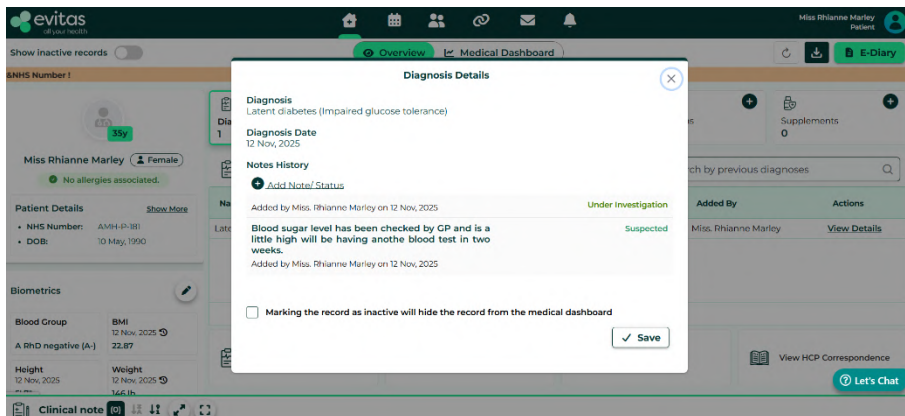 evitas
all your health
Miss Rhianne Marley
Patient
Show inactive records
Overview
Medical Dashboard
E-Diary
&NHS Number !
35y
Miss Rhianne Marley
Female
No allergies associated.
Patient Details
Show More
• NHS Number: AMH-P-181
• DOB: 10 May, 1990
Biometrics
Blood Group
A RhD negative (A-)
BMI
12 Nov, 2025
22.87
Height
12 Nov, 2025
Weight
12 Nov, 2025
146 lb
Dia
1
Na
Late
Diagnosis Details
Diagnosis
Latent diabetes (Impaired glucose tolerance)
Diagnosis Date
12 Nov, 2025
Notes History
Add Note/ Status
Added by Miss. Rhianne Marley on 12 Nov, 2025
Under Investigation
Blood sugar level has been checked by GP and is a
little high will be having anothe blood test in two
weeks.
Suspected
Added by Miss. Rhianne Marley on 12 Nov, 2025
Marking the record as inactive will hide the record from the medical dashboard
Save
ns
Supplements
0
rch by previous diagnoses
Added By
Actions
Miss. Rhianne Marley
View Details
View HCP Correspondence
Let's Chat
Clinical note (0)